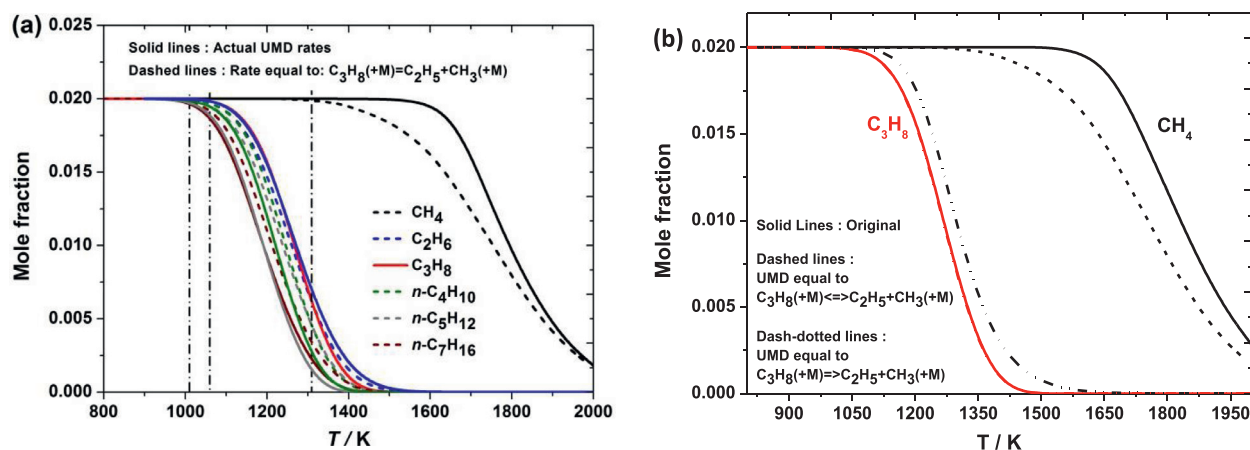 (a)
0.025
0.020
0.015
0.010
0.005
0.000
Mole fraction
Solid lines : Actual UMD rates
Dashed lines : Rate equal to: C₃H₈(+M)=C₂H₅+CH₃(+M)
CH₄
C₂H₆
C₃H₈
n-C₄H₁₀
n-C₅H₁₂
n-C₇H₁₆
800 1000 1200 1400 1600 1800 2000
T / K
(b)
0.025
0.020
0.015
0.010
0.005
0.000
Mole fraction
C₃H₈
CH₄
Solid Lines : Original
Dashed lines :
UMD equal to
C₃H₈(+M)<=>C₂H₅+CH₃(+M)
Dash-dotted lines :
UMD equal to
C₃H₈(+M)=>C₂H₅+CH₃(+M)
900 1050 1200 1350 1500 1650 1800 1950
T / K